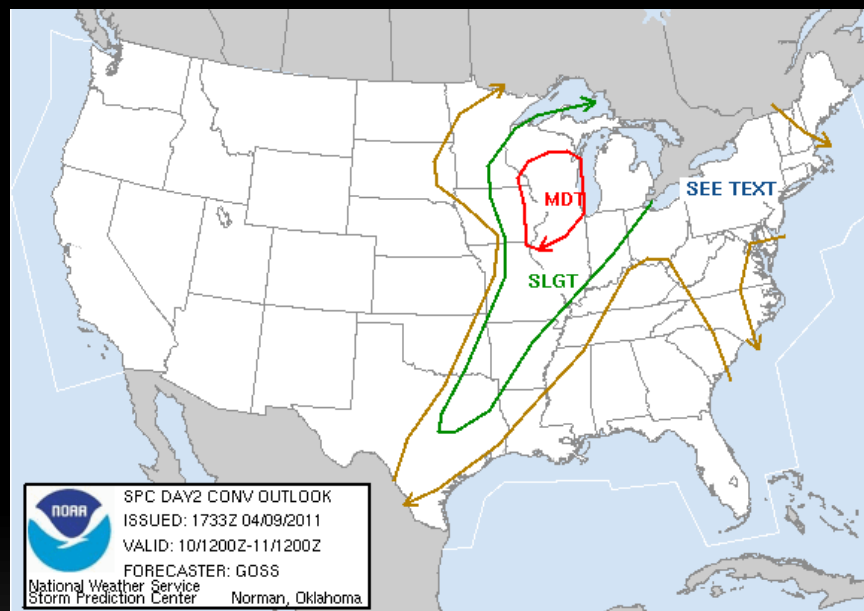 SEE TEXT
MDT
SLGT
NOAA
SPC DAY2 CONV OUTLOOK
ISSUED: 1733Z 04/09/2011
VALID: 10/1200Z-11/1200Z
FORECASTER: GOSS
National Weather Service
Storm Prediction Center Norman, Oklahoma